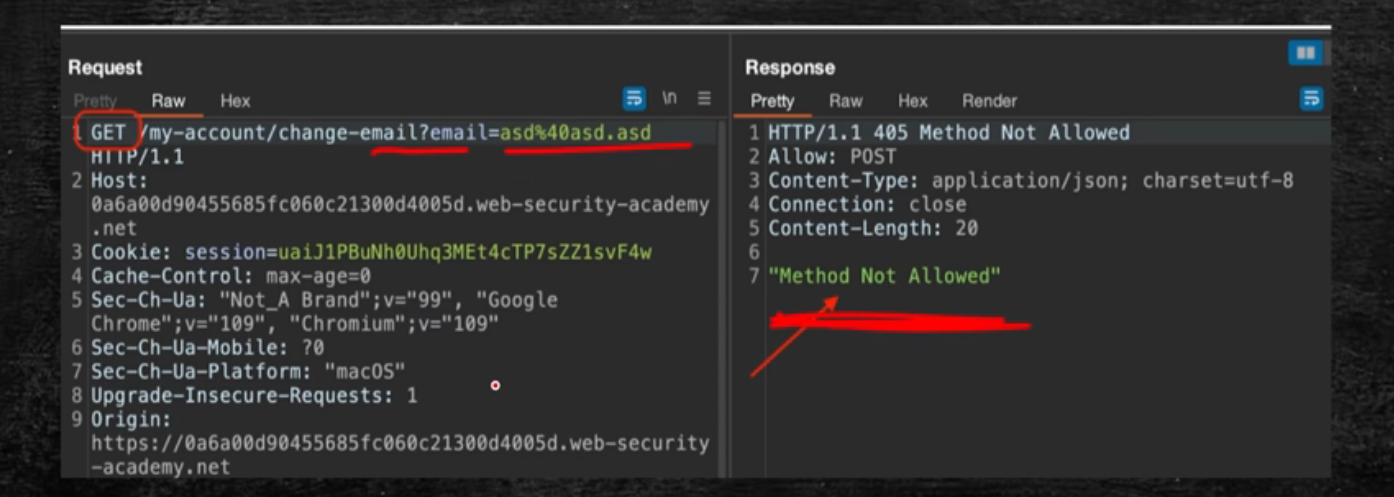 Request
Pretty Raw Hex
\n
1 GET /my-account/change-email?email=asd%40asd.asd
HTTP/1.1
2 Host:
0a6a00d90455685fc060c21300d4005d.web-security-academy
.net
3 Cookie: session=uaiJ1PBuNh0Uhq3MEt4cTP7sZZ1svF4w
4 Cache-Control: max-age=0
5 Sec-Ch-Ua: "Not_A Brand";v="99", "Google
Chrome";v="109", "Chromium";v="109"
6 Sec-Ch-Ua-Mobile: ?0
7 Sec-Ch-Ua-Platform: "macOS"
8 Upgrade-Insecure-Requests: 1
9 Origin:
https://0a6a00d90455685fc060c21300d4005d.web-security
-academy.net
Response
Pretty Raw Hex Render
1 HTTP/1.1 405 Method Not Allowed
2 Allow: POST
3 Content-Type: application/json; charset=utf-8
4 Connection: close
5 Content-Length: 20
6
7 "Method Not Allowed"